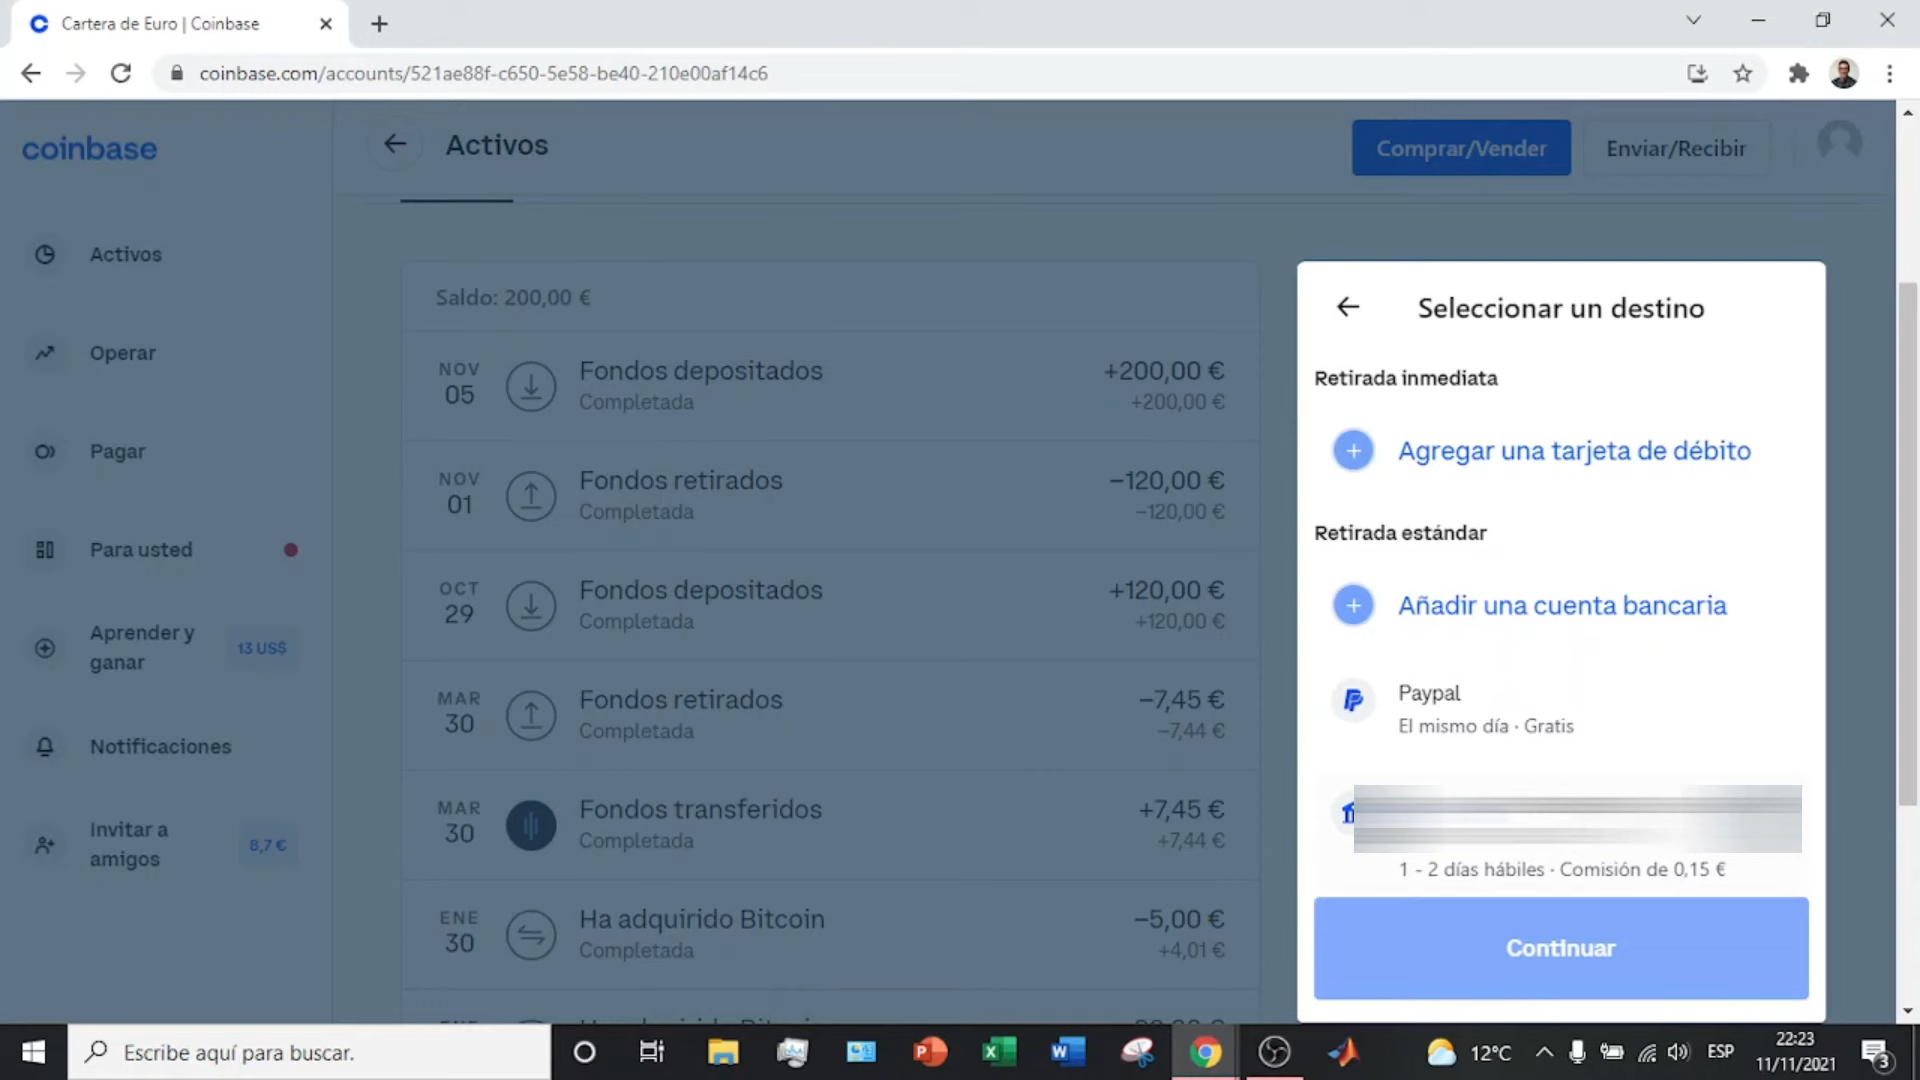 Cartera de Euro | Coinbase
coinbase.com/accounts/521ae88f-c650-5e58-be40-210e00af14c6
coinbase
Activos
Comprar/Vender
Enviar/Recibir
Activos
Operar
Pagar
Para usted
Aprender y
ganar
13 US$
Notificaciones
Invitar a
amigos
8,7 €
Saldo: 200,00 €
NOV
05
Fondos depositados
Completada
+200,00 €
+200,00 €
NOV
01
Fondos retirados
Completada
−120,00 €
−120,00 €
OCT
29
Fondos depositados
Completada
+120,00 €
+120,00 €
MAR
30
Fondos retirados
Completada
−7,45 €
−7,44 €
MAR
30
Fondos transferidos
Completada
+7,45 €
+7,44 €
ENE
30
Ha adquirido Bitcoin
Completada
−5,00 €
+4,01 €
Seleccionar un destino
Retirada inmediata
Agregar una tarjeta de débito
Retirada estándar
Añadir una cuenta bancaria
Paypal
El mismo día · Gratis
1 - 2 días hábiles · Comisión de 0,15 €
Continuar
Escribe aquí para buscar.
12°C
ESP
22:23
11/11/2021
3